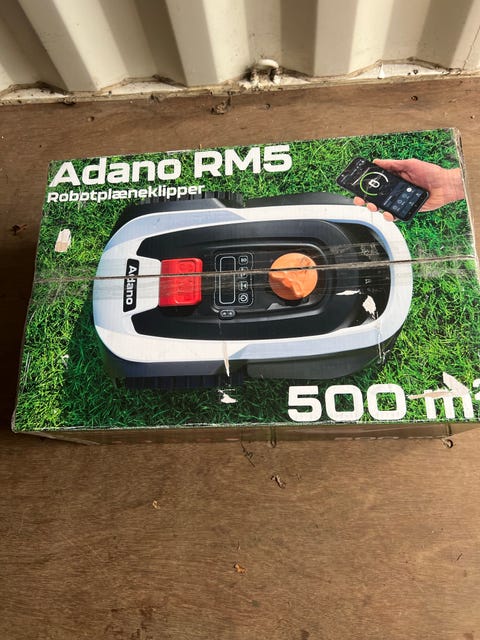 Adano RM5
Robotplæneklipper
Adano
500 m²